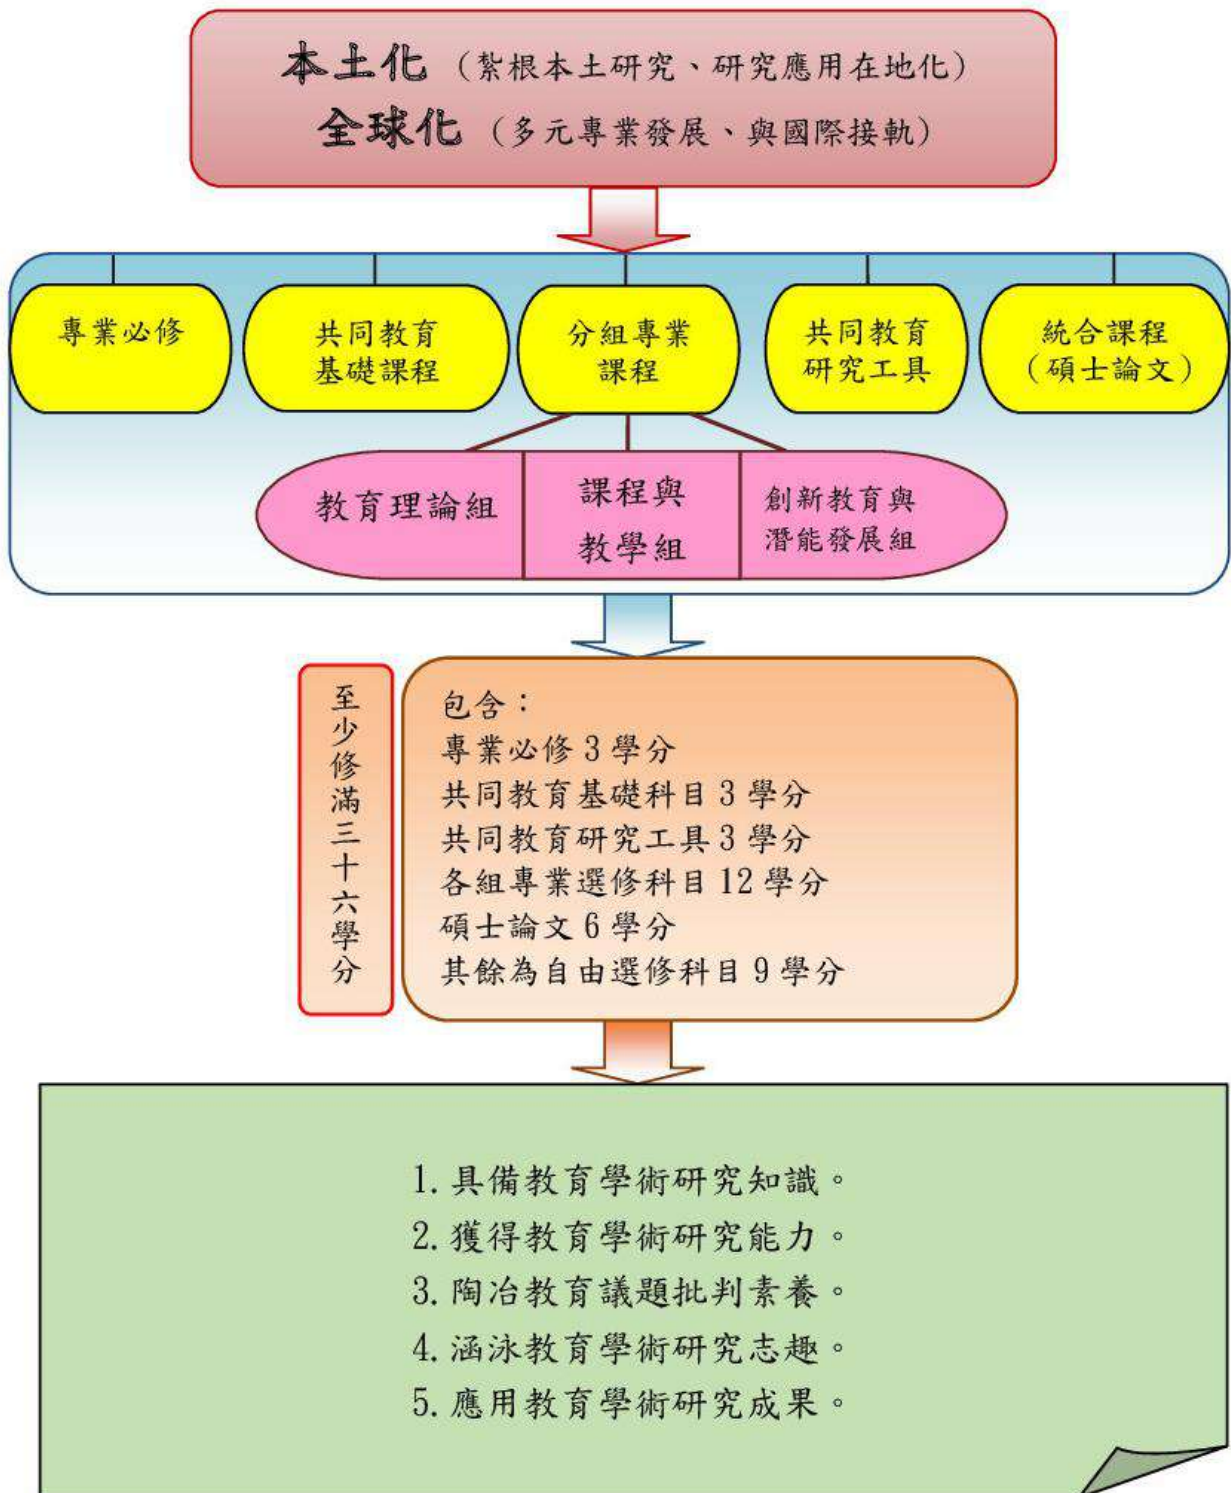 本土化（紮根本土研究、研究應用在地化）
全球化（多元專業發展、與國際接軌）
專業必修
共同教育
基礎課程
分組專業
課程
共同教育
研究工具
統合課程
（碩士論文）
教育理論組
課程與
教學組
創新教育與
潛能發展組
至少修滿三十六學分
包含：
專業必修 3 學分
共同教育基礎科目 3 學分
共同教育研究工具 3 學分
各組專業選修科目 12 學分
碩士論文 6 學分
其餘為自由選修科目 9 學分
1. 具備教育學術研究知識。
2. 獲得教育學術研究能力。
3. 陶冶教育議題批判素養。
4. 涵泳教育學術研究志趣。
5. 應用教育學術研究成果。